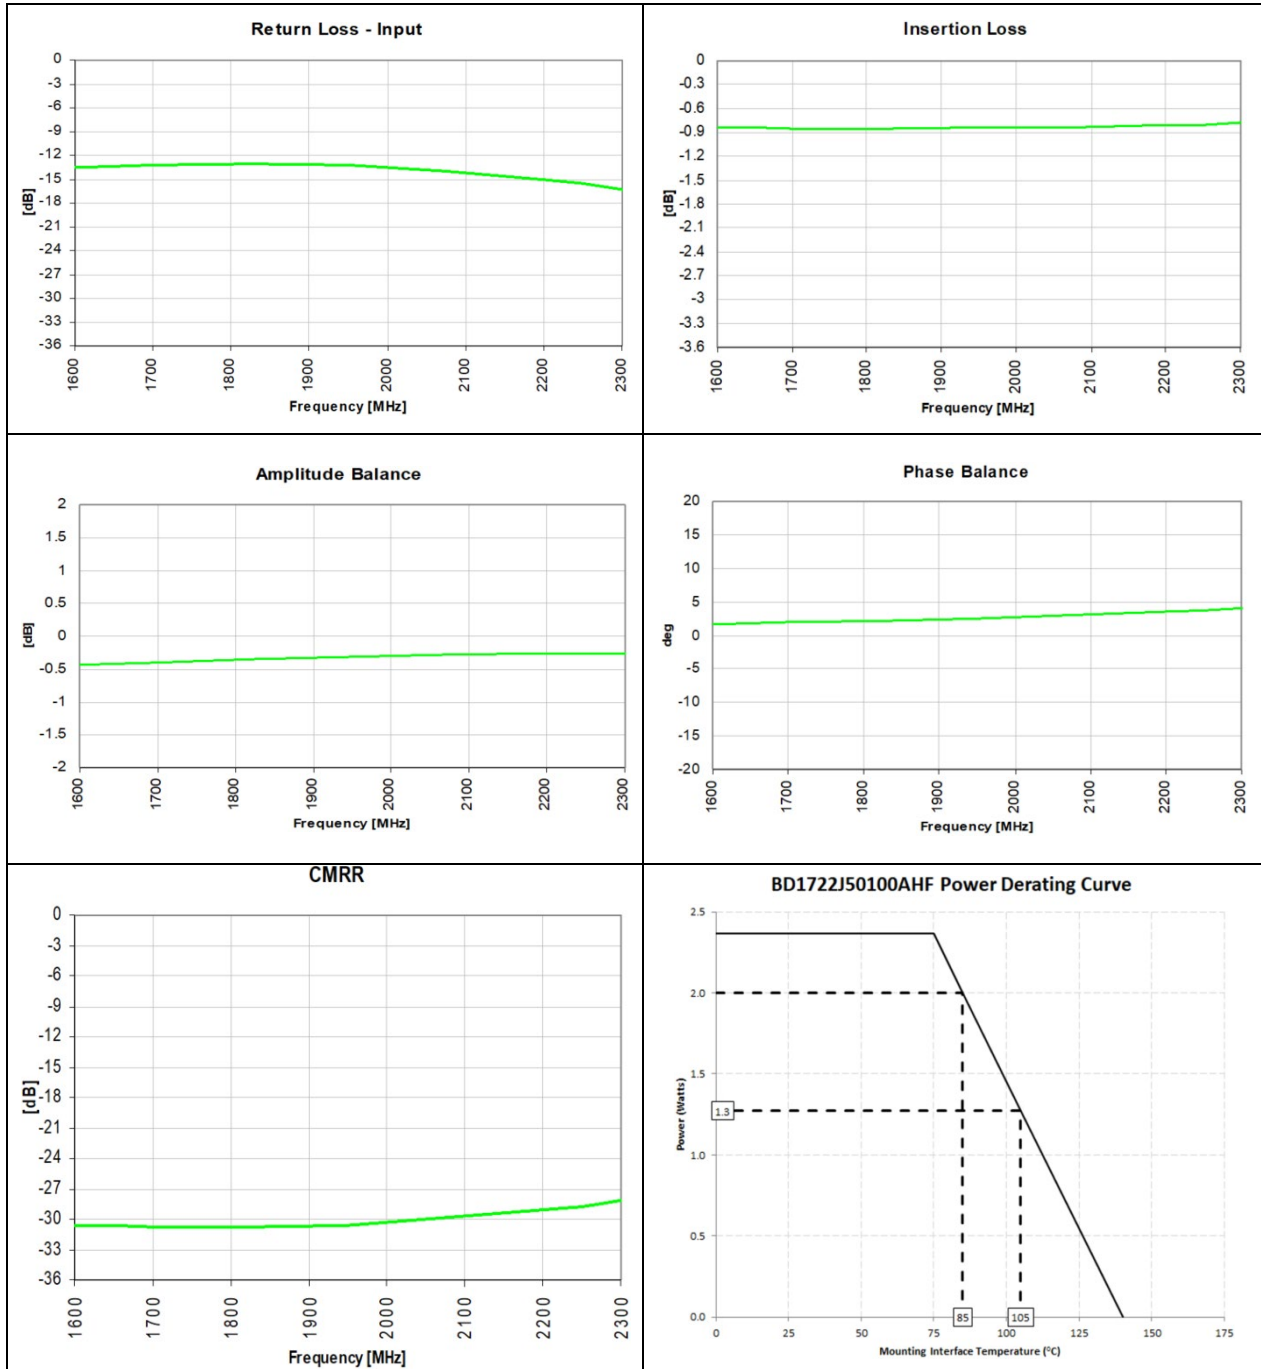 Return Loss - Input
0
-3
-6
-9
-12
-15
-18
-21
-24
-27
-30
-33
-36
[dB]
1600 1700 1800 1900 2000 2100 2200 2300
Frequency [MHz]
Insertion Loss
0
-0.3
-0.6
-0.9
-1.2
-1.5
-1.8
-2.1
-2.4
-2.7
-3
-3.3
-3.6
[dB]
1600 1700 1800 1900 2000 2100 2200 2300
Frequency [MHz]
Amplitude Balance
2
1.5
1
0.5
0
-0.5
-1
-1.5
-2
[dB]
1600 1700 1800 1900 2000 2100 2200 2300
Frequency [MHz]
Phase Balance
20
15
10
5
0
-5
-10
-15
-20
deg
1600 1700 1800 1900 2000 2100 2200 2300
Frequency [MHz]
CMRR
0
-3
-6
-9
-12
-15
-18
-21
-24
-27
-30
-33
-36
[dB]
1600 1700 1800 1900 2000 2100 2200 2300
Frequency [MHz]
BD1722J50100AHF Power Derating Curve
2.5
2.0
1.5
1.3
1.0
0.5
0.0
Power (Watts)
85 105
0 25 50 75 100 125 150 175
Mounting Interface Temperature (°C)